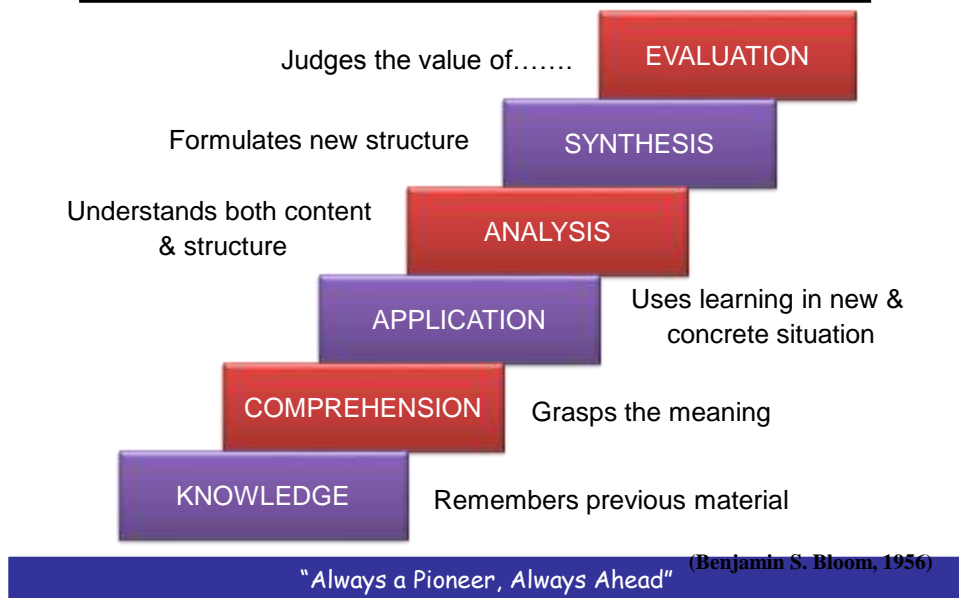 Judges the value of.......
EVALUATION
Formulates new structure
SYNTHESIS
Understands both content
& structure
ANALYSIS
APPLICATION
Uses learning in new &
concrete situation
COMPREHENSION
Grasps the meaning
KNOWLEDGE
Remembers previous material
(Benjamin S. Bloom, 1956)
“Always a Pioneer, Always Ahead”